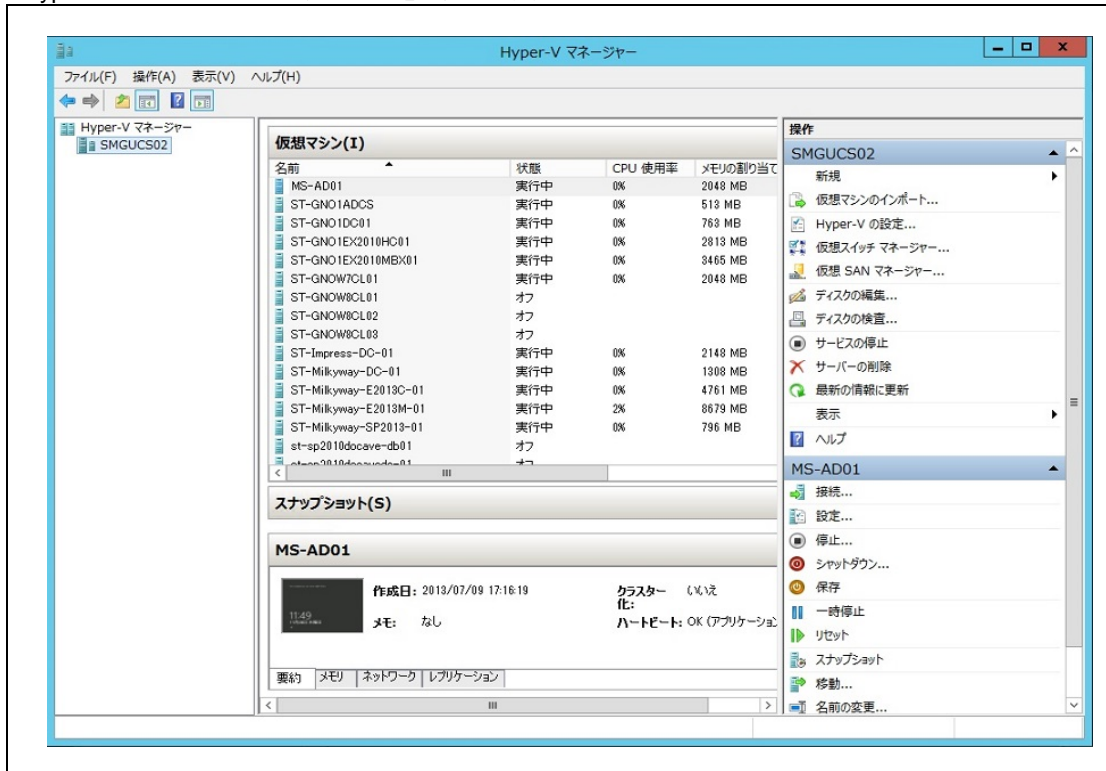 Hyper-V マネージャー
ファイル(F) 操作(A) 表示(V) ヘルプ(H)
Hyper-V マネージャー
SMGUCS02
仮想マシン(I)
名前 状態 CPU 使用率 メモリの割り当て
MS-AD01 実行中 0% 2048 MB
ST-GNO1ADCS 実行中 0% 513 MB
ST-GNO1DC01 実行中 0% 763 MB
ST-GNO1EX2010HC01 実行中 0% 2813 MB
ST-GNO1EX2010MBX01 実行中 0% 3465 MB
ST-GNOW7CL01 実行中 0% 2048 MB
ST-GNOW8CL01 オフ
ST-GNOW8CL02 オフ
ST-GNOW8CL03 オフ
ST-Impress-DC-01 実行中 0% 2148 MB
ST-Milkyway-DC-01 実行中 0% 1308 MB
ST-Milkyway-E2013C-01 実行中 0% 4761 MB
ST-Milkyway-E2013M-01 実行中 2% 8679 MB
ST-Milkyway-SP2013-01 実行中 0% 796 MB
st-sp2010docave-db01 オフ
スナップショット(S)
MS-AD01
作成日: 2013/07/09 17:16:19 クラスター化: いいえ
メモ: なし ハートビート: OK (アプリケーショ
11:49
要約 メモリ ネットワーク レプリケーション
操作
SMGUCS02
新規
仮想マシンのインポート...
Hyper-V の設定...
仮想スイッチ マネージャー...
仮想 SAN マネージャー...
ディスクの編集...
ディスクの検査...
サービスの停止
サーバーの削除
最新の情報に更新
表示
ヘルプ
MS-AD01
接続...
設定...
停止...
シャットダウン...
保存
一時停止
リセット
スナップショット
移動...
名前の変更...